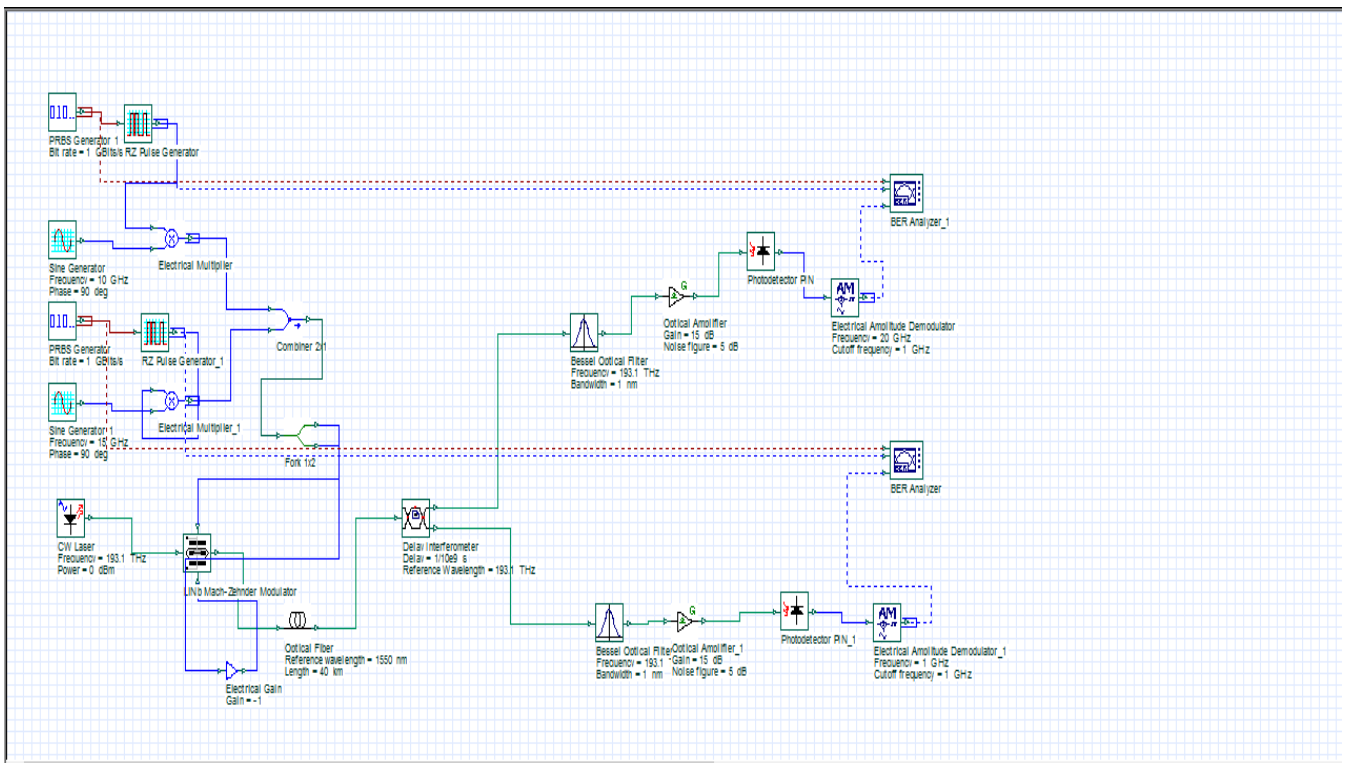 PRBS Generator_1
Bit rate = 1 GBits/s
RZ Pulse Generator
BER Analyzer_1
Sine Generator
Frequency = 10 GHz
Phase = 90 deg
Electrical Multiplier
Photodetector PIN
AM
Electrical Amplitude Demodulator
Frequency = 20 GHz
Cutoff frequency = 1 GHz
G
Optical Amplifier
Gain = 15 dB
Noise figure = 5 dB
PRBS Generator
Bit rate = 1 GBits/s
RZ Pulse Generator_1
Combiner 2x1
Bessel Optical Filter
Frequency = 193.1 THz
Bandwidth = 1 nm
Sine Generator_1
Frequency = 15 GHz
Phase = 90 deg
Electrical Multiplier_1
Fork 1x2
BER Analyzer
CW Laser
Frequency = 193.1 THz
Power = 0 dBm
LiNb Mach-Zehnder Modulator
Delay Interferometer
Delay = 1/10e9 s
Reference Wavelength = 193.1 THz
Optical Fiber
Reference wavelength = 1550 nm
Length = 40 km
Electrical Gain
Gain = -1
Bessel Optical Filter
Frequency = 193.1
Bandwidth = 1 nm
G
Optical Amplifier_1
Gain = 15 dB
Noise figure = 5 dB
Photodetector PIN_1
AM
Electrical Amplitude Demodulator_1
Frequency = 1 GHz
Cutoff frequency = 1 GHz